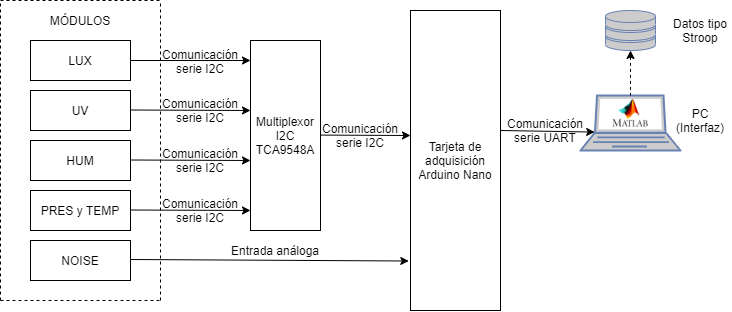 MÓDULOS
LUX
Comunicación
serie I2C
UV
Comunicación
serie I2C
HUM
Comunicación
serie I2C
PRES y TEMP
Comunicación
serie I2C
NOISE
Entrada análoga
Multiplexor
I2C
TCA9548A
Comunicación
serie I2C
Tarjeta de
adquisición
Arduino Nano
Comunicación
serie UART
MATLAB
PC
(Interfaz)
Datos tipo
Stroop